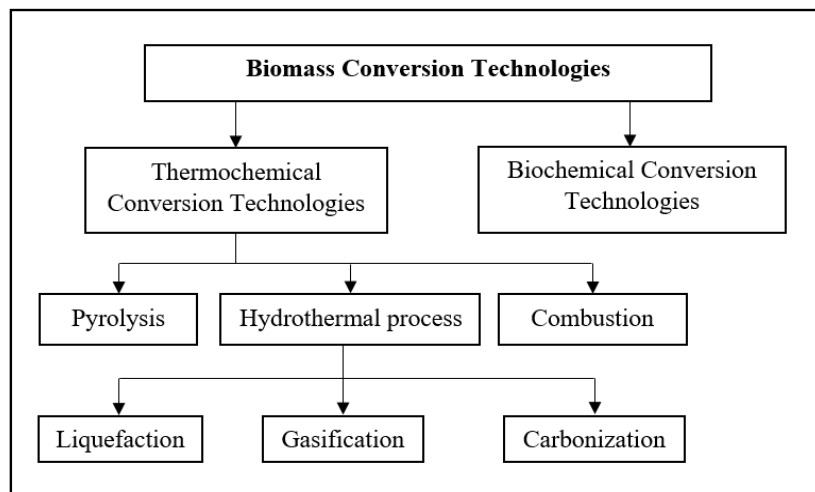 Biomass Conversion Technologies
Thermochemical
Conversion Technologies
Biochemical Conversion
Technologies
Pyrolysis
Hydrothermal process
Combustion
Liquefaction
Gasification
Carbonization